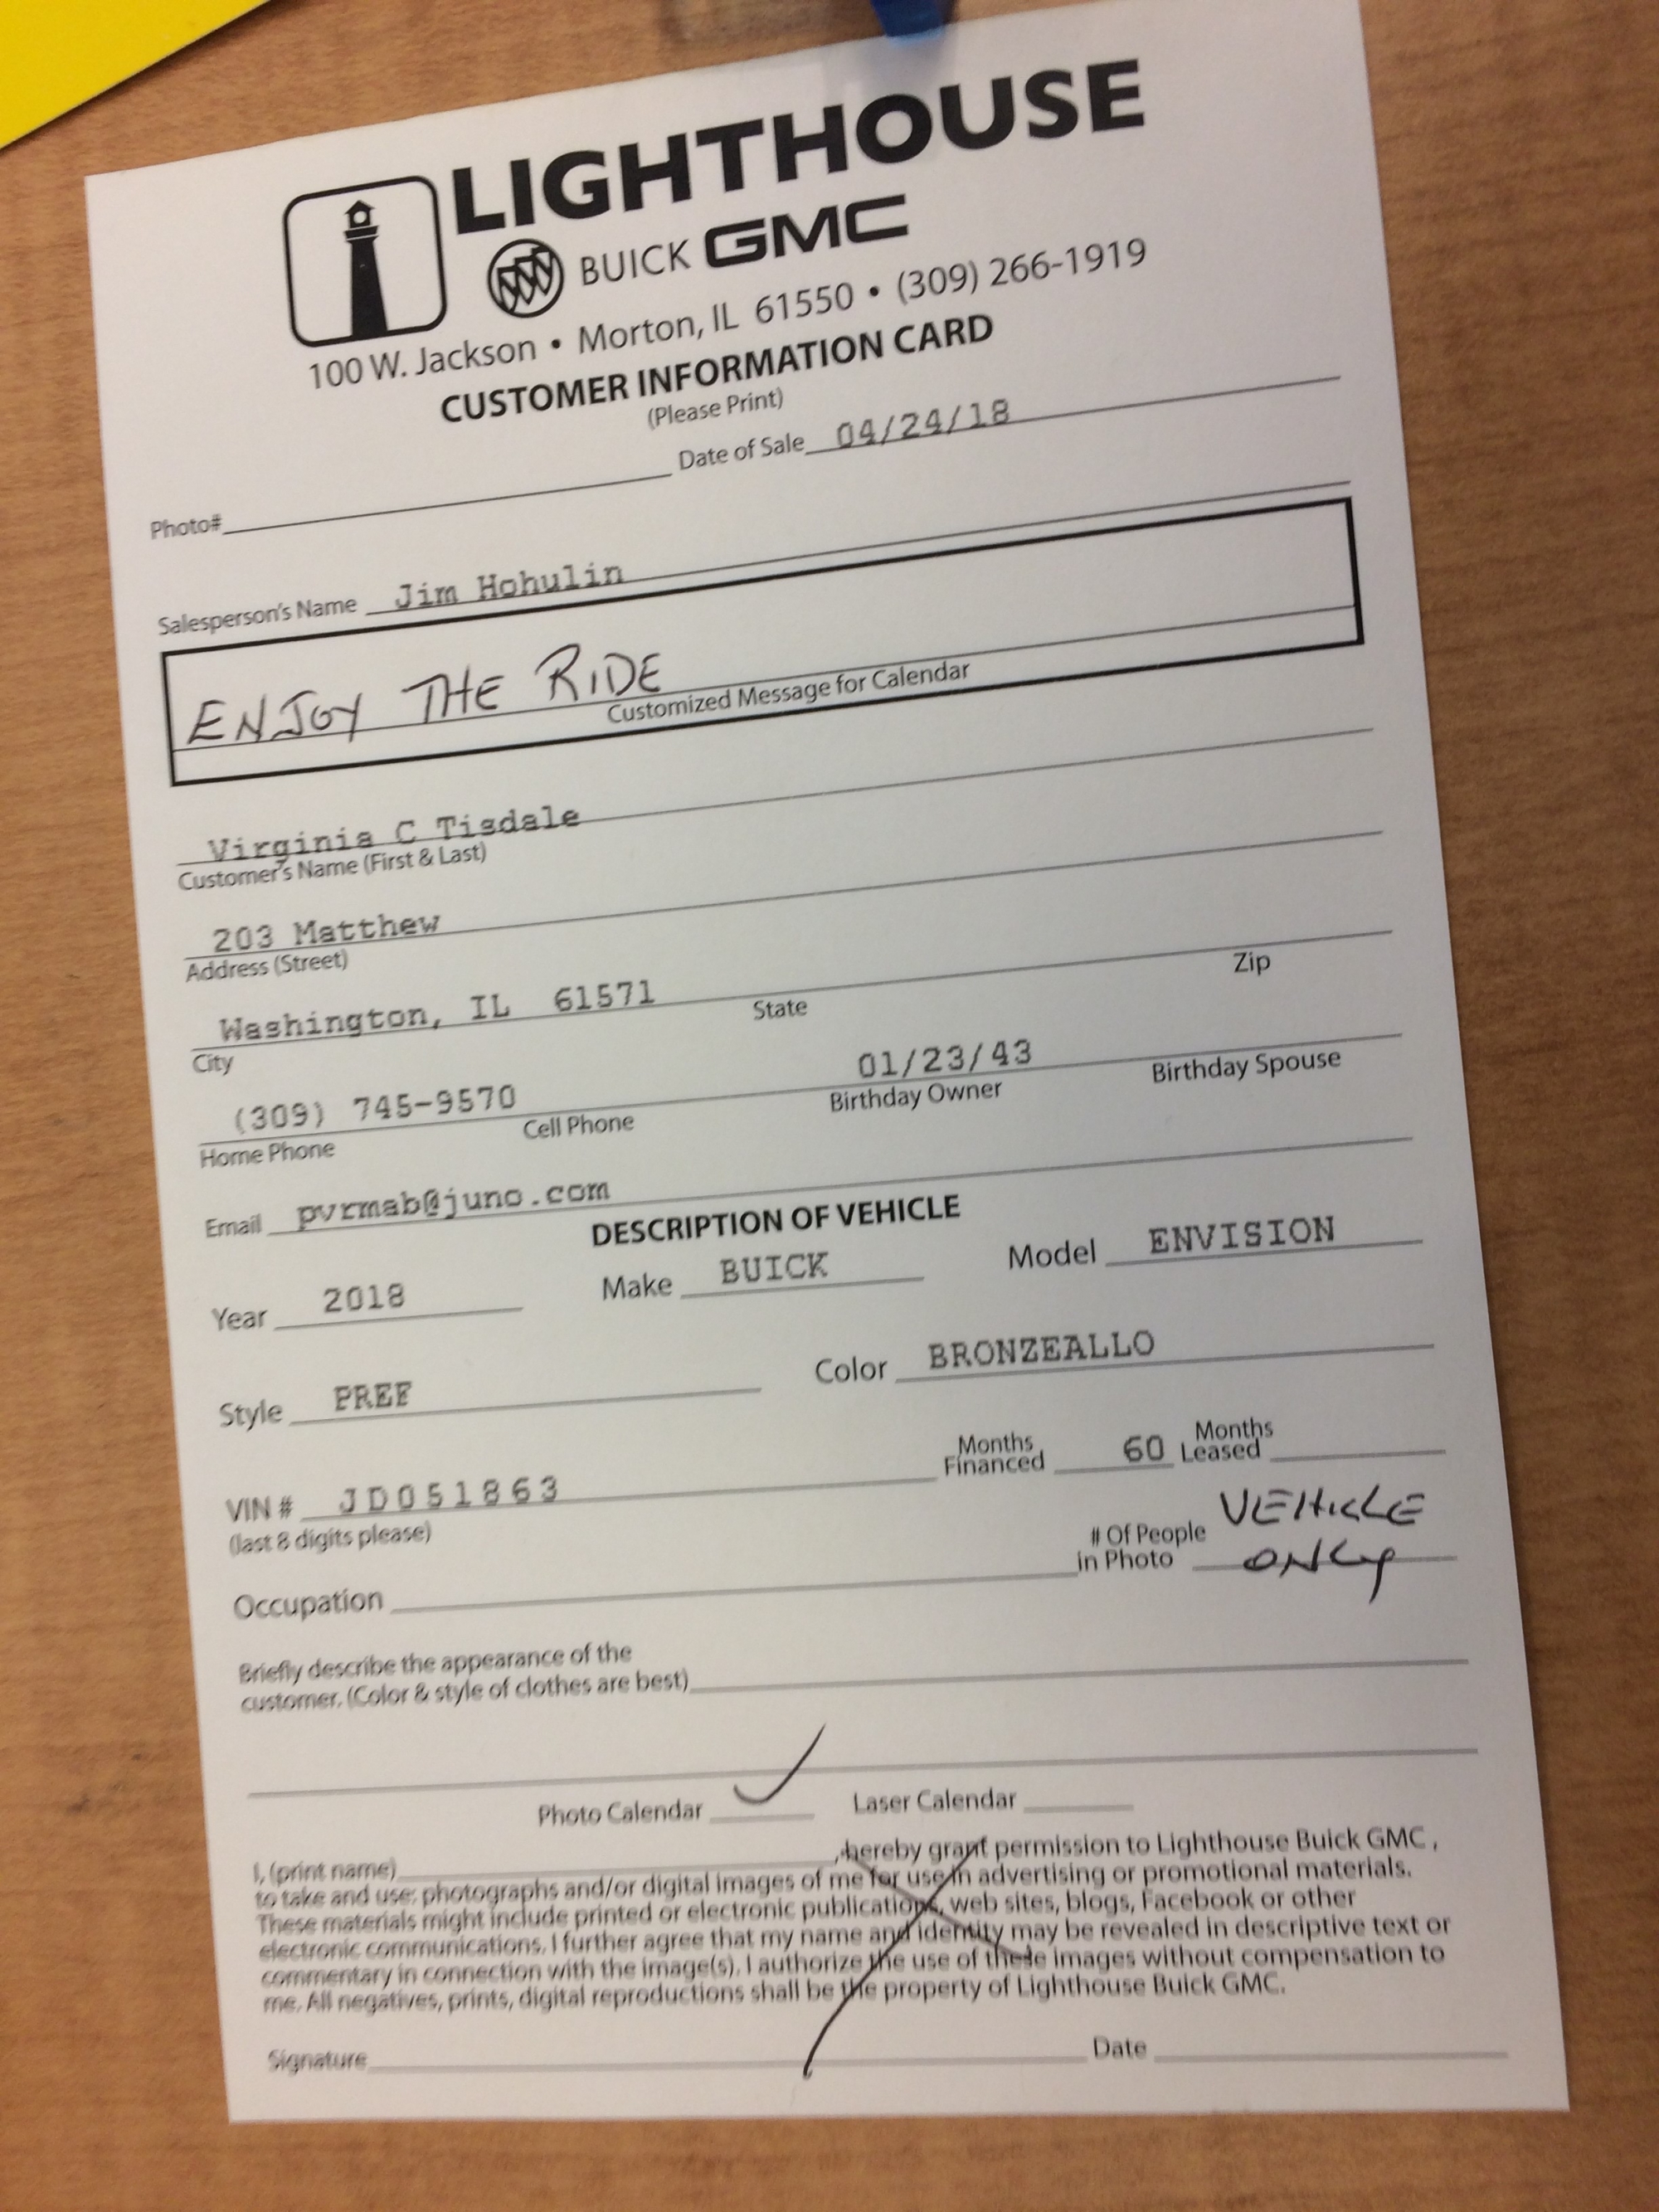 LIGHTHOUSE
BUICK GMC
100 W. Jackson • Morton, IL 61550 • (309) 266-1919
CUSTOMER INFORMATION CARD
(Please Print)
Photo# Date of Sale 04/24/18
Salesperson's Name Jim Hohulin
ENJOY THE RIDE
Customized Message for Calendar
Virginia C Tisdale
Customer's Name (First & Last)
203 Matthew
Address (Street)
Washington, IL 61571
City State Zip
(309) 745-9570 01/23/43
Home Phone Cell Phone Birthday Owner Birthday Spouse
Email pvrmab@juno.com
DESCRIPTION OF VEHICLE
Year 2018 Make BUICK Model ENVISION
Style PREF Color BRONZEALLO
VIN # JD051863 Months Financed 60 Months Leased
(last 8 digits please)
Occupation # Of People in Photo VEHICLE ONLY
Briefly describe the appearance of the
customer. (Color & style of clothes are best)
Photo Calendar ✓ Laser Calendar
I, (print name) , hereby grant permission to Lighthouse Buick GMC ,
to take and use: photographs and/or digital images of me for use in advertising or promotional materials.
These materials might include printed or electronic publications, web sites, blogs, Facebook or other
electronic communications. I further agree that my name and identity may be revealed in descriptive text or
commentary in connection with the image(s). I authorize the use of these images without compensation to
me. All negatives, prints, digital reproductions shall be the property of Lighthouse Buick GMC.
Signature Date